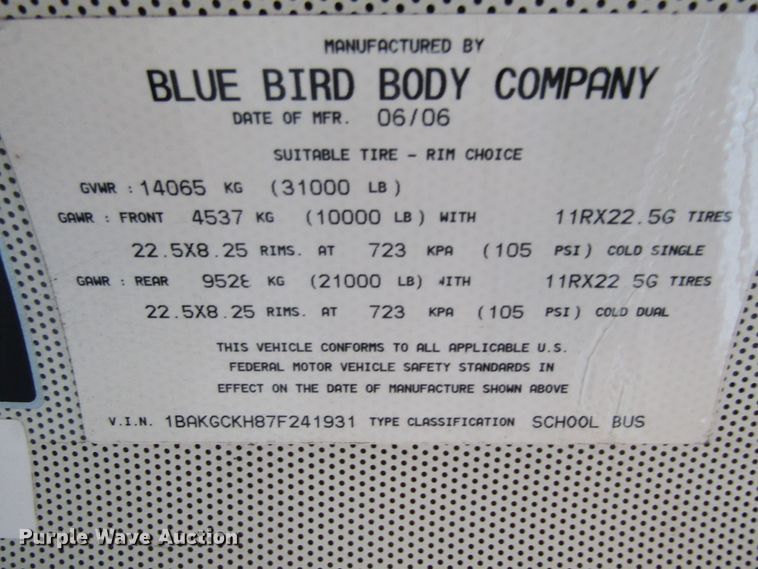 MANUFACTURED BY
BLUE BIRD BODY COMPANY
DATE OF MFR. 06/06
SUITABLE TIRE - RIM CHOICE
GVWR : 14065 KG (31000 LB)
GAWR : FRONT 4537 KG (10000 LB) WITH 11RX22.5G TIRES
22.5X8.25 RIMS. AT 723 KPA (105 PSI) COLD SINGLE
GAWR : REAR 9528 KG (21000 LB) WITH 11RX22 5G TIRES
22.5X8.25 RIMS. AT 723 KPA (105 PSI) COLD DUAL
THIS VEHICLE CONFORMS TO ALL APPLICABLE U.S.
FEDERAL MOTOR VEHICLE SAFETY STANDARDS IN
EFFECT ON THE DATE OF MANUFACTURE SHOWN ABOVE
V.I.N. 1BAKGCKH87F241931 TYPE CLASSIFICATION SCHOOL BUS
Purple Wave Auction